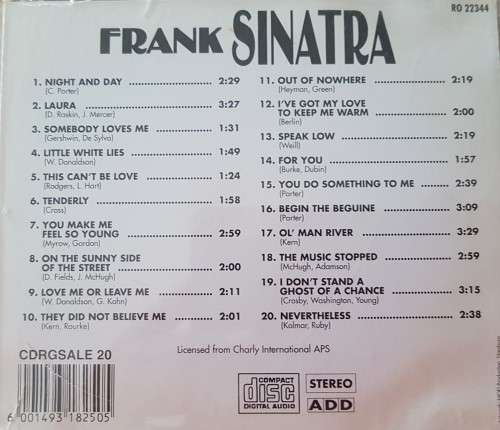 RO 22344
FRANK SINATRA
1. NIGHT AND DAY ........................ 2:29
(C. Porter)
2. LAURA ........................ 3:27
(D. Raskin, J. Mercer)
3. SOMEBODY LOVES ME ................ 1:31
(Gershwin, De Sylva)
4. LITTLE WHITE LIES ................ 1:49
(W. Donaldson)
5. THIS CAN'T BE LOVE ................ 1:24
(Rodgers, L. Hart)
6. TENDERLY ........................ 1:58
(Cross)
7. YOU MAKE ME
FEEL SO YOUNG ........................ 2:59
(Myrow, Gordon)
8. ON THE SUNNY SIDE
OF THE STREET ........................ 2:00
(D. Fields, J. McHugh)
9. LOVE ME OR LEAVE ME ............ 2:11
(W. Donaldson, G. Kahn)
10. THEY DID NOT BELIEVE ME ........ 2:01
(Kern, Rourke)
11. OUT OF NOWHERE ................ 2:19
(Heyman, Green)
12. I'VE GOT MY LOVE
TO KEEP ME WARM ................ 2:00
(Berlin)
13. SPEAK LOW ........................ 2:19
(Weill)
14. FOR YOU ........................ 1:57
(Burke, Dubin)
15. YOU DO SOMETHING TO ME ........ 2:39
(Porter)
16. BEGIN THE BEGUINE ................ 3:09
(Porter)
17. OL' MAN RIVER ........................ 3:29
(Kern)
18. THE MUSIC STOPPED ................ 2:59
(McHugh, Adamson)
19. I DON'T STAND A
GHOST OF A CHANCE ............ 3:15
(Crosby, Washington, Young)
20. NEVERTHELESS ........................ 2:38
(Kolmar, Ruby)
Licensed from Charly International APS
CDRGSALE 20
6 001493 182505
COMPACT
disc
DIGITAL AUDIO
STEREO
ADD